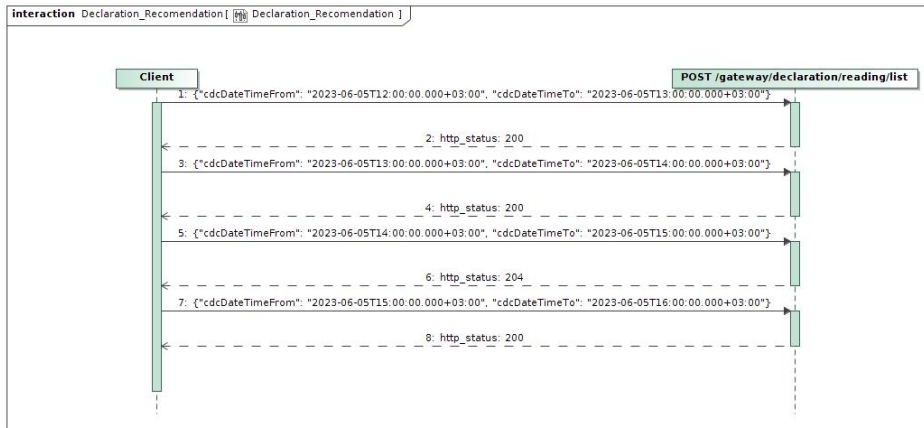 interaction Declaration_Recomendation [ Declaration_Recomendation ]
Client
POST /gateway/declaration/reading/list
1: {"cdcDateTimeFrom": "2023-06-05T12:00:00.000+03:00", "cdcDateTimeTo": "2023-06-05T13:00:00.000+03:00"}
2: http_status: 200
3: {"cdcDateTimeFrom": "2023-06-05T13:00:00.000+03:00", "cdcDateTimeTo": "2023-06-05T14:00:00.000+03:00"}
4: http_status: 200
5: {"cdcDateTimeFrom": "2023-06-05T14:00:00.000+03:00", "cdcDateTimeTo": "2023-06-05T15:00:00.000+03:00"}
6: http_status: 204
7: {"cdcDateTimeFrom": "2023-06-05T15:00:00.000+03:00", "cdcDateTimeTo": "2023-06-05T16:00:00.000+03:00"}
8: http_status: 200